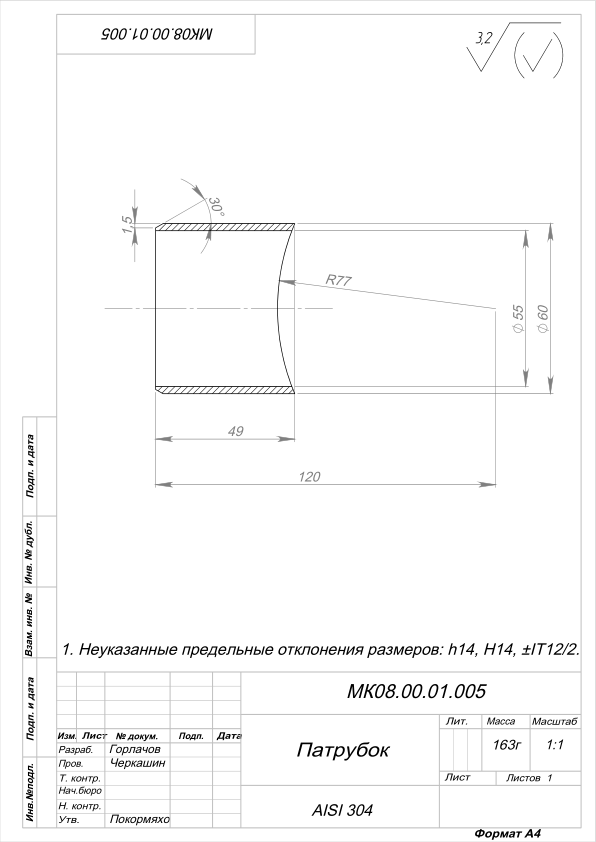 МК08.00.01.005
3,2
30°
1,5
R77
∅55
∅60
49
120
Подп. и дата
Инв. № дубл.
Взам. инв. №
Подп. и дата
Инв.№подл.
1. Неуказанные предельные отклонения размеров: h14, H14, ±IT12/2.
МК08.00.01.005
Изм. Лист № докум. Подп. Дата
Разраб. Горлачов
Пров. Черкашин
Т. контр.
Нач.бюро
Н. контр.
Утв. Покормяхо
Патрубок
AISI 304
Лит. Масса Масштаб
163г 1:1
Лист Листов 1
Формат А4